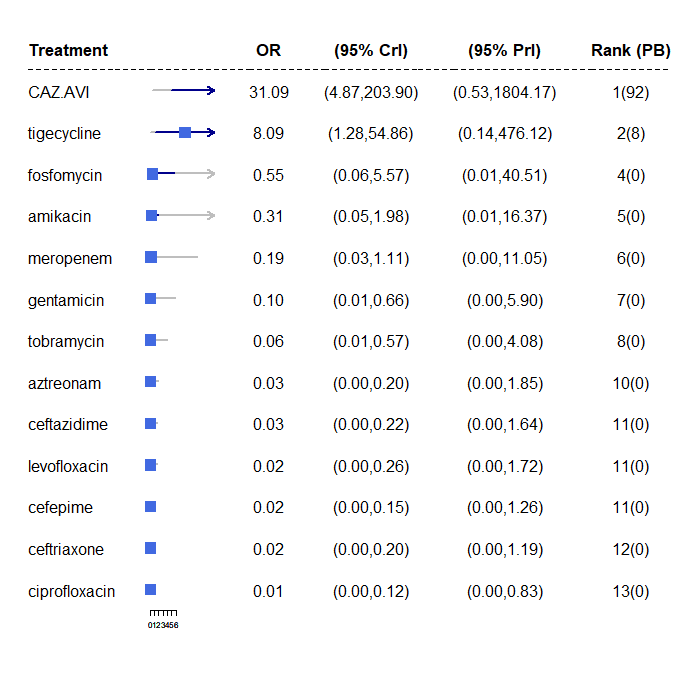 Treatment OR (95% CrI) (95% PrI) Rank (PB)
CAZ.AVI 31.09 (4.87,203.90) (0.53,1804.17) 1(92)
tigecycline 8.09 (1.28,54.86) (0.14,476.12) 2(8)
fosfomycin 0.55 (0.06,5.57) (0.01,40.51) 4(0)
amikacin 0.31 (0.05,1.98) (0.01,16.37) 5(0)
meropenem 0.19 (0.03,1.11) (0.00,11.05) 6(0)
gentamicin 0.10 (0.01,0.66) (0.00,5.90) 7(0)
tobramycin 0.06 (0.01,0.57) (0.00,4.08) 8(0)
aztreonam 0.03 (0.00,0.20) (0.00,1.85) 10(0)
ceftazidime 0.03 (0.00,0.22) (0.00,1.64) 11(0)
levofloxacin 0.02 (0.00,0.26) (0.00,1.72) 11(0)
cefepime 0.02 (0.00,0.15) (0.00,1.26) 11(0)
ceftriaxone 0.02 (0.00,0.20) (0.00,1.19) 12(0)
ciprofloxacin 0.01 (0.00,0.12) (0.00,0.83) 13(0)
0123456